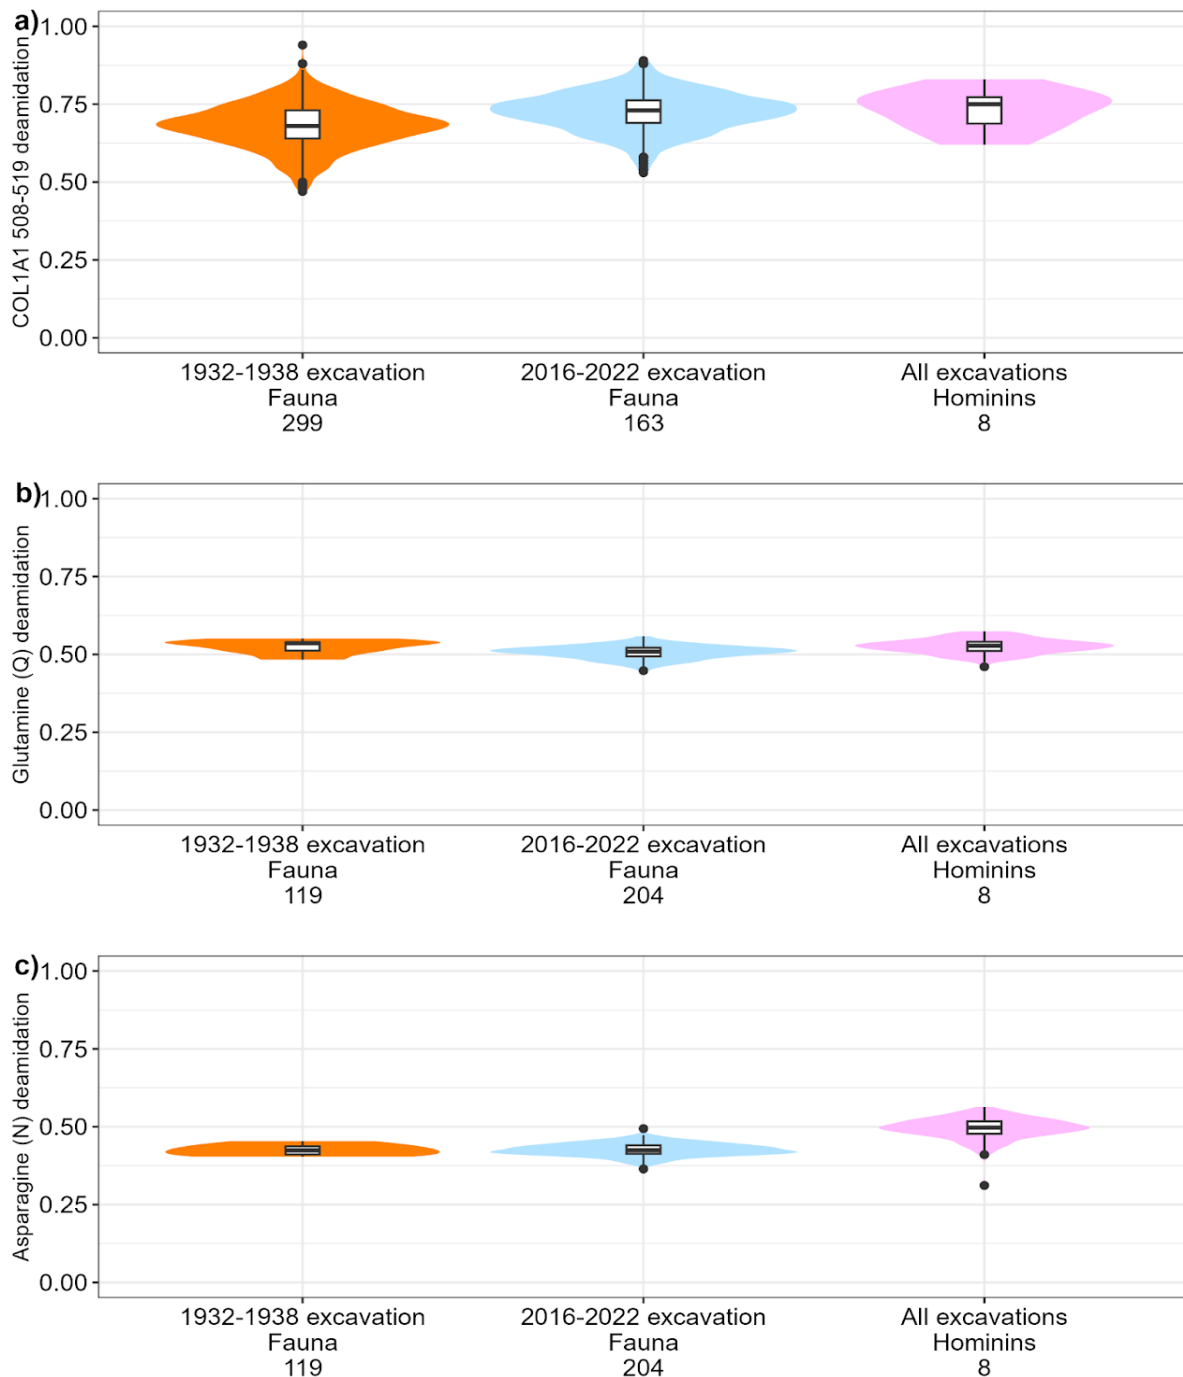 a)
COL1A1 508-519 deamidation
1.00
0.75
0.50
0.25
0.00
1932-1938 excavation
Fauna
299
2016-2022 excavation
Fauna
163
All excavations
Hominins
8
b)
Glutamine (Q) deamidation
1.00
0.75
0.50
0.25
0.00
1932-1938 excavation
Fauna
119
2016-2022 excavation
Fauna
204
All excavations
Hominins
8
c)
Asparagine (N) deamidation
1.00
0.75
0.50
0.25
0.00
1932-1938 excavation
Fauna
119
2016-2022 excavation
Fauna
204
All excavations
Hominins
8